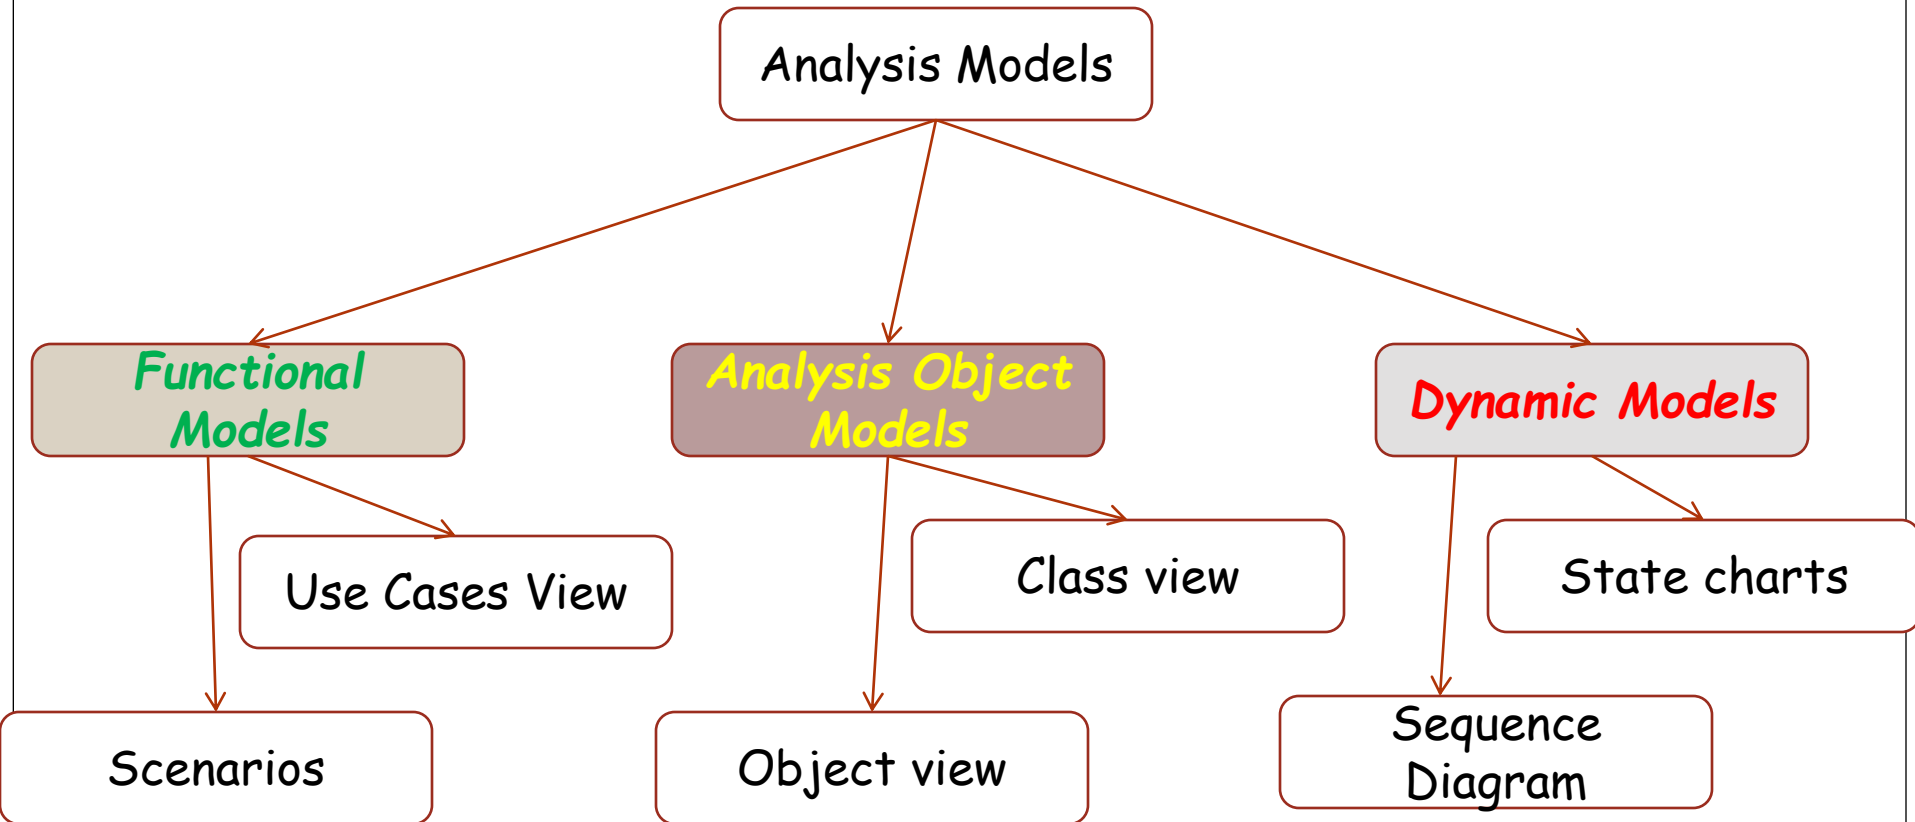 Analysis Models
Functional
Models
Analysis Object
Models
Dynamic Models
Use Cases View
Class view
State charts
Scenarios
Object view
Sequence
Diagram